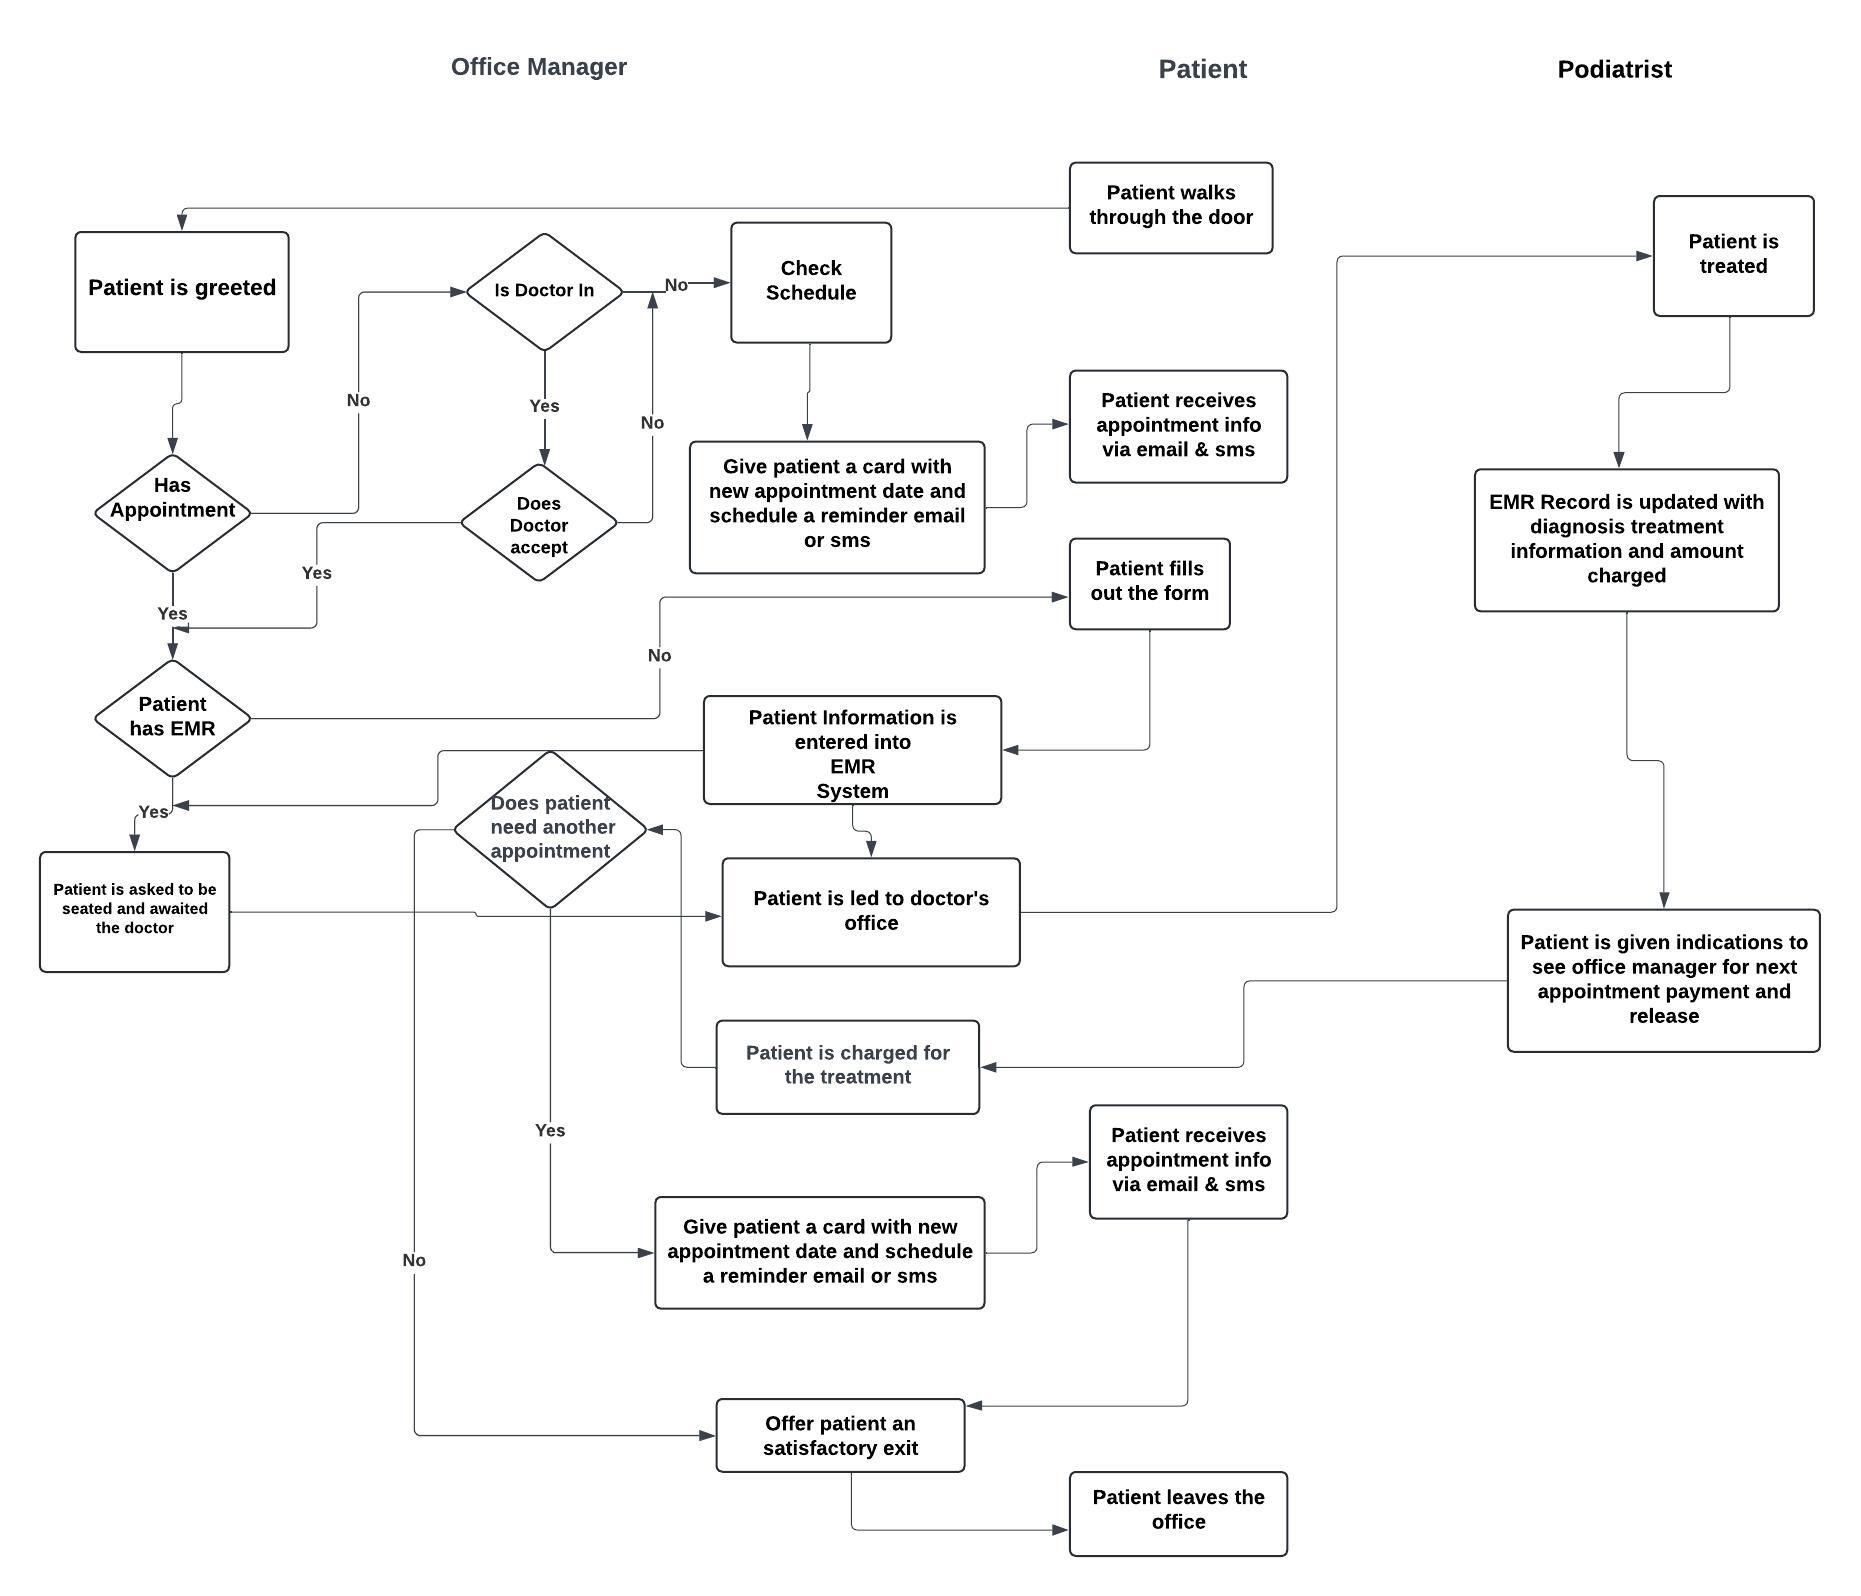 Office Manager
Patient
Podiatrist
Patient walks
through the door
Patient is greeted
Is Doctor In
No
Check
Schedule
Patient is
treated
No
Yes
No
Patient receives
appointment info
via email & sms
Has
Appointment
Does
Doctor
accept
Give patient a card with
new appointment date and
schedule a reminder email
or sms
EMR Record is updated with
diagnosis treatment
information and amount
charged
Yes
Yes
Patient fills
out the form
No
Patient
has EMR
Patient Information is
entered into
EMR
System
Yes
Does patient
need another
appointment
Patient is asked to be
seated and awaited
the doctor
Patient is led to doctor's
office
Patient is given indications to
see office manager for next
appointment payment and
release
Patient is charged for
the treatment
Yes
Patient receives
appointment info
via email & sms
No
Give patient a card with new
appointment date and schedule
a reminder email or sms
Offer patient an
satisfactory exit
Patient leaves the
office